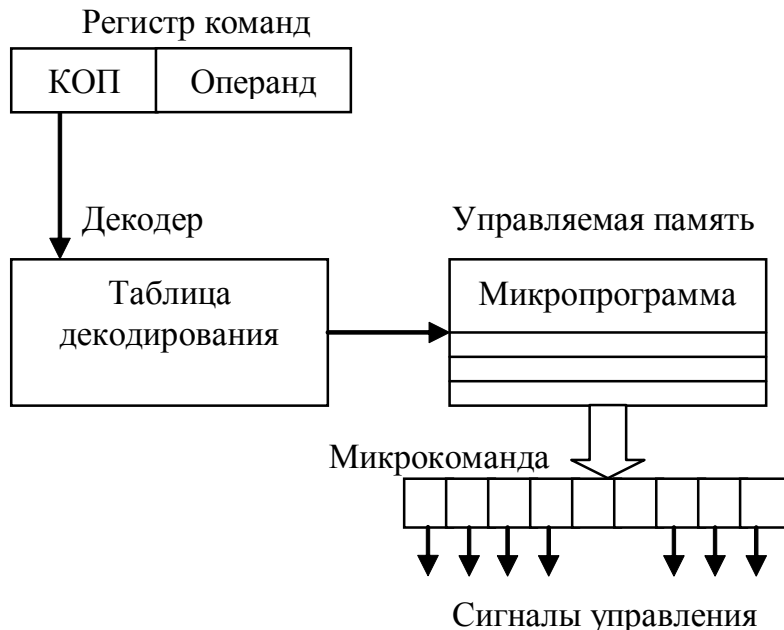 Регистр команд
КОП
Операнд
Декодер
Управляемая память
Таблица
декодирования
Микропрограмма
Микрокоманда
Сигналы управления